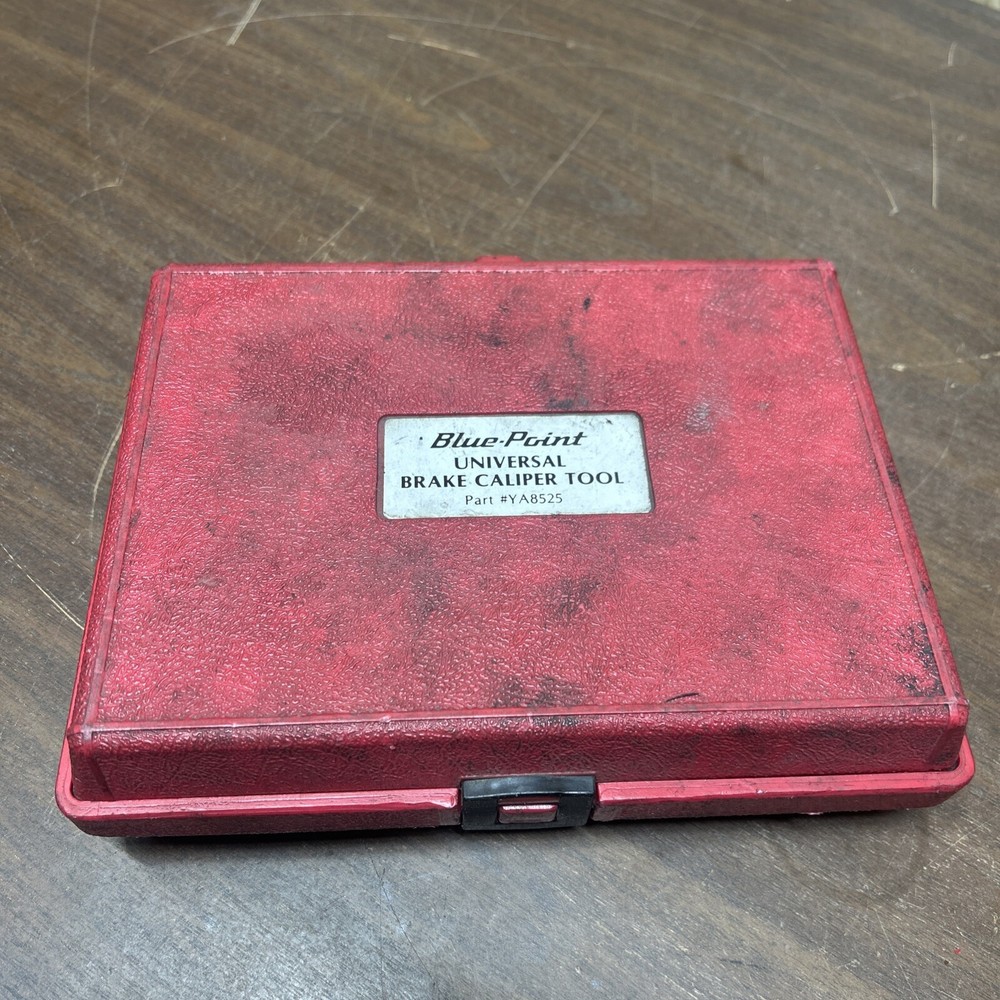 Blue-Point
UNIVERSAL
BRAKE CALIPER TOOL
Part #YA8525